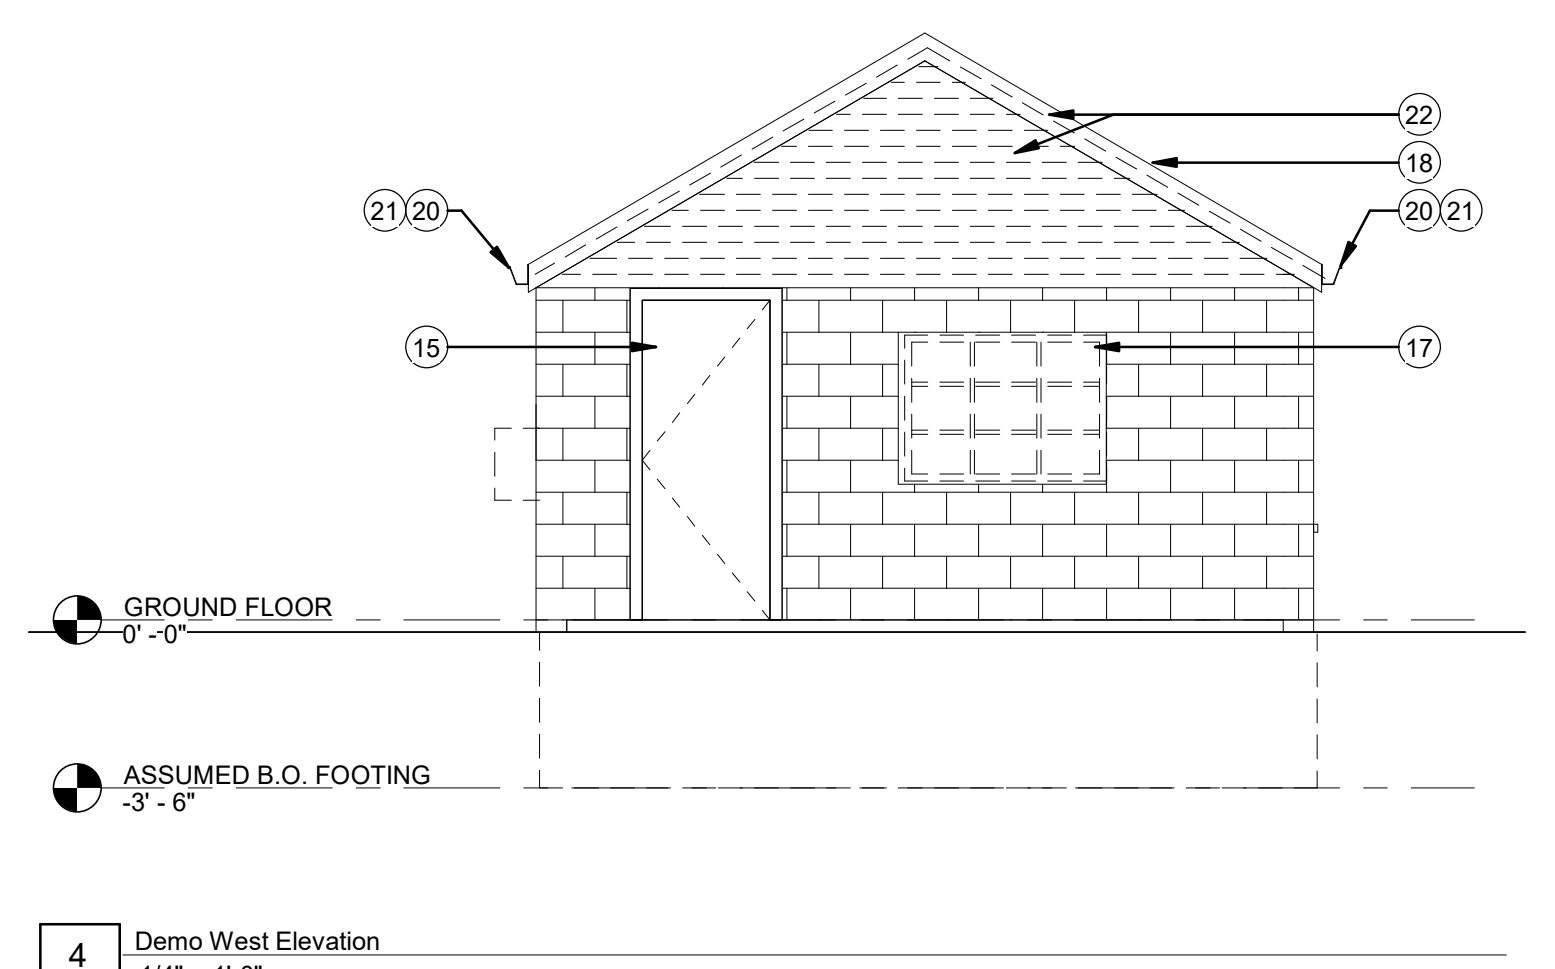 22
18
21 20
20 21
15
17
GROUND FLOOR
0' - 0"
ASSUMED B.O. FOOTING
-3' - 6"
4
Demo West Elevation